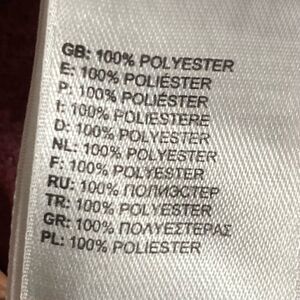 GB: 100% POLYESTER
E: 100% POLIÉSTER
P: 100% POLIÉSTER
I: 100% POLIESTERE
D: 100% POLYESTER
NL: 100% POLYESTER
F: 100% POLYESTER
RU: 100% ПОЛИЭСТЕР
TR: 100% POLYESTER
GR: 100% ΠΟΛΥΕΣΤΕΡΑΣ
PL: 100% POLIESTER